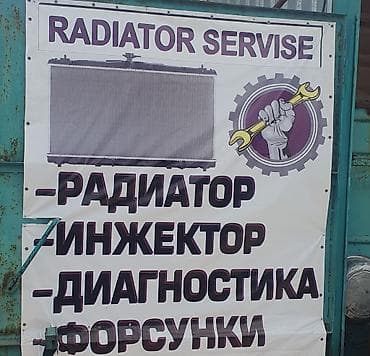 RADIATOR SERVISE
-РАДИАТОР
-ИНЖЕКТОР
-ДИАГНОСТИКА
-ФОРСУНКИ